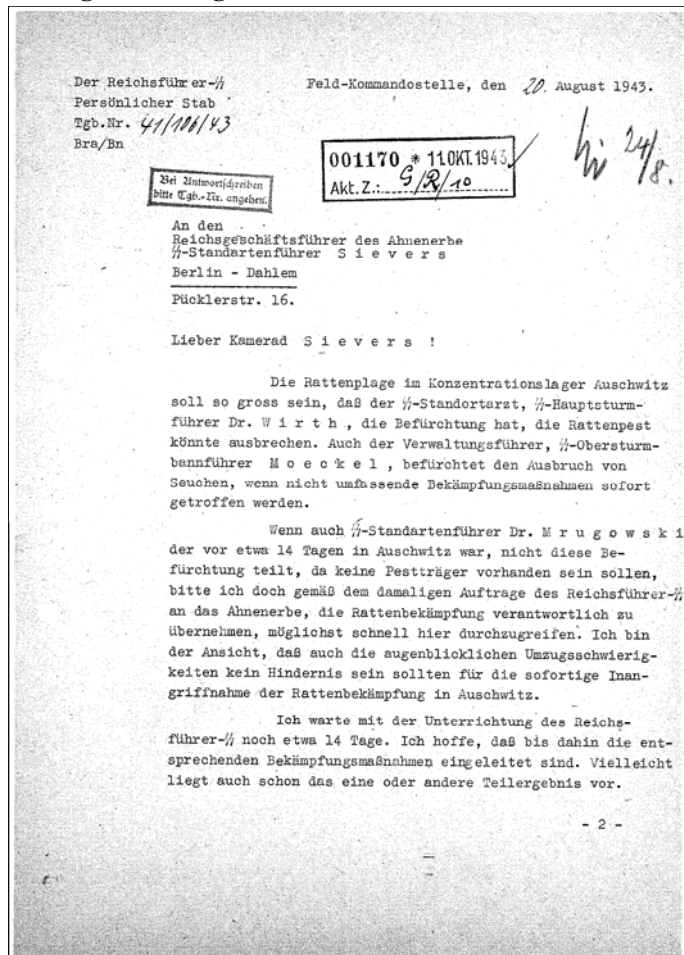 Der Reichsführer-SS
Feld-Kommandostelle, den 20. August 1943.
Persönlicher Stab
Tgb.Nr. 41/106/43
Bra/Bn
001170 * 11.OKT.1943
Akt.Z.: G/R/10
24/8.
Bei Antwortschreiben
bitte Tgb.-Nr. angeben.
An den
Reichsgeschäftsführer des Ahnenerbe
SS-Standartenführer S i e v e r s
Berlin - Dahlem
Pücklerstr. 16.
Lieber Kamerad S i e v e r s !
Die Rattenplage im Konzentrationslager Auschwitz
soll so gross sein, daß der SS-Standortarzt, SS-Hauptsturm-
führer Dr. W i r t h , die Befürchtung hat, die Rattenpest
könnte ausbrechen. Auch der Verwaltungsführer, SS-Obersturm-
bannführer M o e c k e l , befürchtet den Ausbruch von
Seuchen, wenn nicht umfassende Bekämpfungsmaßnahmen sofort
getroffen werden.
Wenn auch SS-Standartenführer Dr. M r u g o w s k i
der vor etwa 14 Tagen in Auschwitz war, nicht diese Be-
fürchtung teilt, da keine Pestträger vorhanden sein sollen,
bitte ich doch gemäß dem damaligen Auftrage des Reichsführer-SS
an das Ahnenerbe, die Rattenbekämpfung verantwortlich zu
übernehmen, möglichst schnell hier durchzugreifen. Ich bin
der Ansicht, daß auch die augenblicklichen Umzugsschwierig-
keiten kein Hindernis sein sollten für die sofortige Inan-
griffnahme der Rattenbekämpfung in Auschwitz.
Ich warte mit der Unterrichtung des Reichs-
führer-SS noch etwa 14 Tage. Ich hoffe, daß bis dahin die ent-
sprechenden Bekämpfungsmaßnahmen eingeleitet sind. Vielleicht
liegt auch schon das eine oder andere Teilergebnis vor.
- 2 -